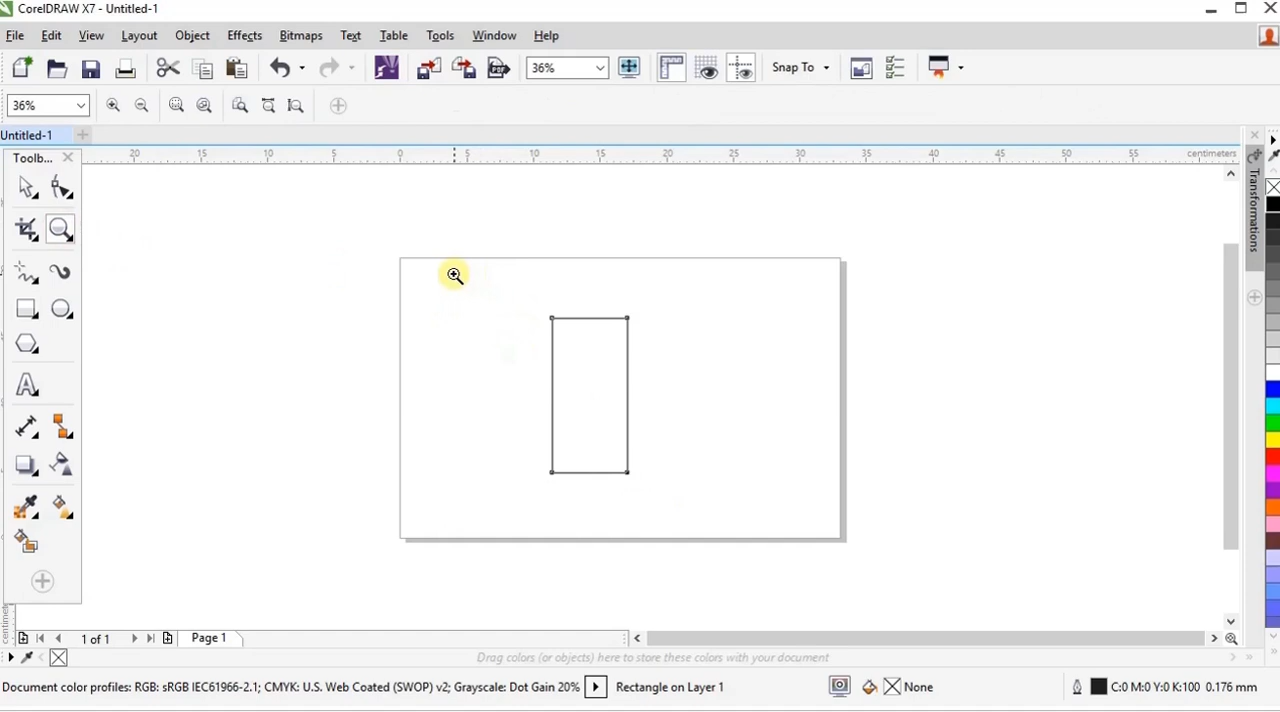 CorelDRAW X7 - Untitled-1
File Edit View Layout Object Effects Bitmaps Text Table Tools Window Help
PDF 36% Snap To
36%
Untitled-1
Toolb... 20 15 10 5 0 5 10 15 20 25 30 35 40 45 50 55 centimeters
Transformations
A
centimeters
1 of 1 Page 1
Drag colors (or objects) here to store these colors with your document
Document color profiles: RGB: sRGB IEC61966-2.1; CMYK: U.S. Web Coated (SWOP) v2; Grayscale: Dot Gain 20% Rectangle on Layer 1 None C:0 M:0 Y:0 K:100 0.176 mm